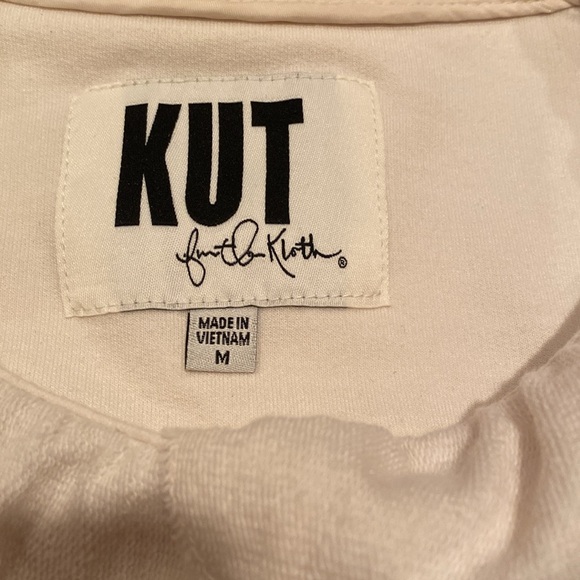 KUT
from the Kloth®
MADE IN
VIETNAM
M